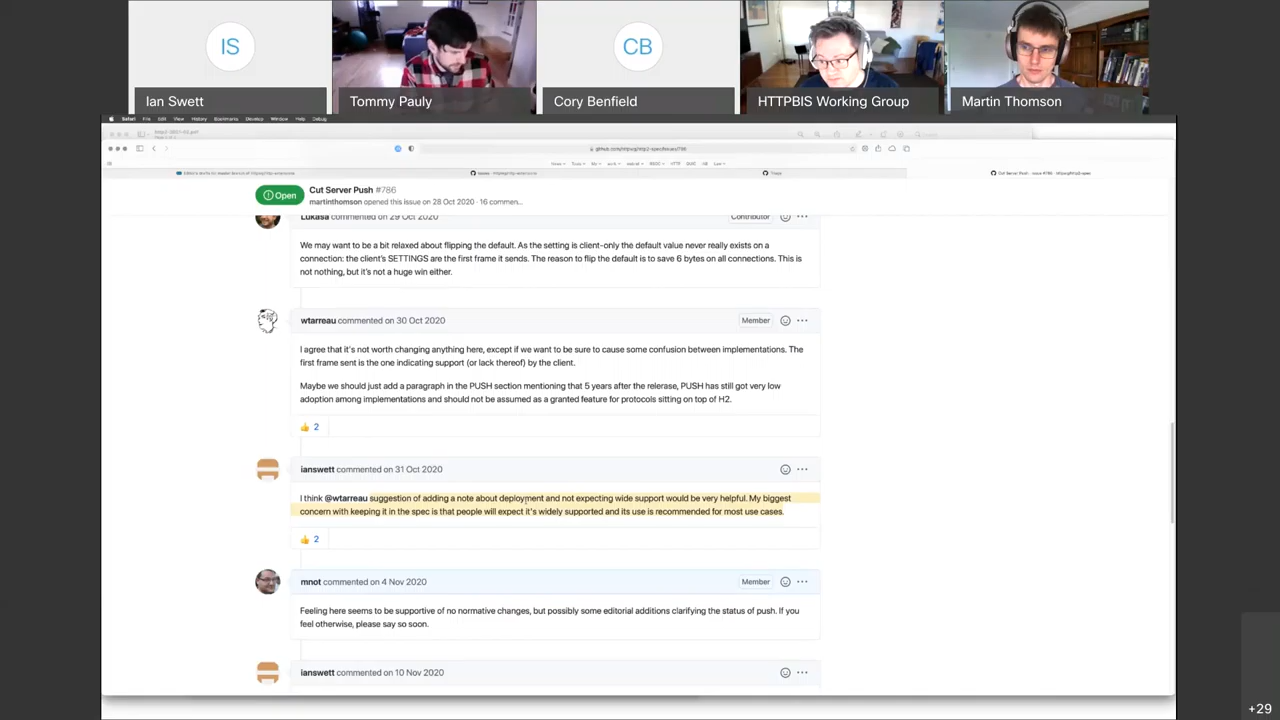 IS
CB
Ian Swett
Tommy Pauly
Cory Benfield
HTTPBIS Working Group
Martin Thomson
Safari File Edit View History Bookmarks Develop Window Help Debug
Open
Cut Server Push #786
martinthomson opened this issue on 28 Oct 2020 · 16 commen...
Lukasa commented on 29 Oct 2020
Contributor
We may want to be a bit relaxed about flipping the default. As the setting is client-only the default value never really exists on a
connection: the client's SETTINGS are the first frame it sends. The reason to flip the default is to save 6 bytes on all connections. This is
not nothing, but it's not a huge win either.
wtarreau commented on 30 Oct 2020
Member
I agree that it's not worth changing anything here, except if we want to be sure to cause some confusion between implementations. The
first frame sent is the one indicating support (or lack thereof) by the client.
Maybe we should just add a paragraph in the PUSH section mentioning that 5 years after the relerase, PUSH has still got very low
adoption among implementations and should not be assumed as a granted feature for protocols sitting on top of H2.
2
ianswett commented on 31 Oct 2020
I think @wtarreau suggestion of adding a note about deployment and not expecting wide support would be very helpful. My biggest
concern with keeping it in the spec is that people will expect it's widely supported and its use is recommended for most use cases.
2
mnot commented on 4 Nov 2020
Member
Feeling here seems to be supportive of no normative changes, but possibly some editorial additions clarifying the status of push. If you
feel otherwise, please say so soon.
ianswett commented on 10 Nov 2020
+29